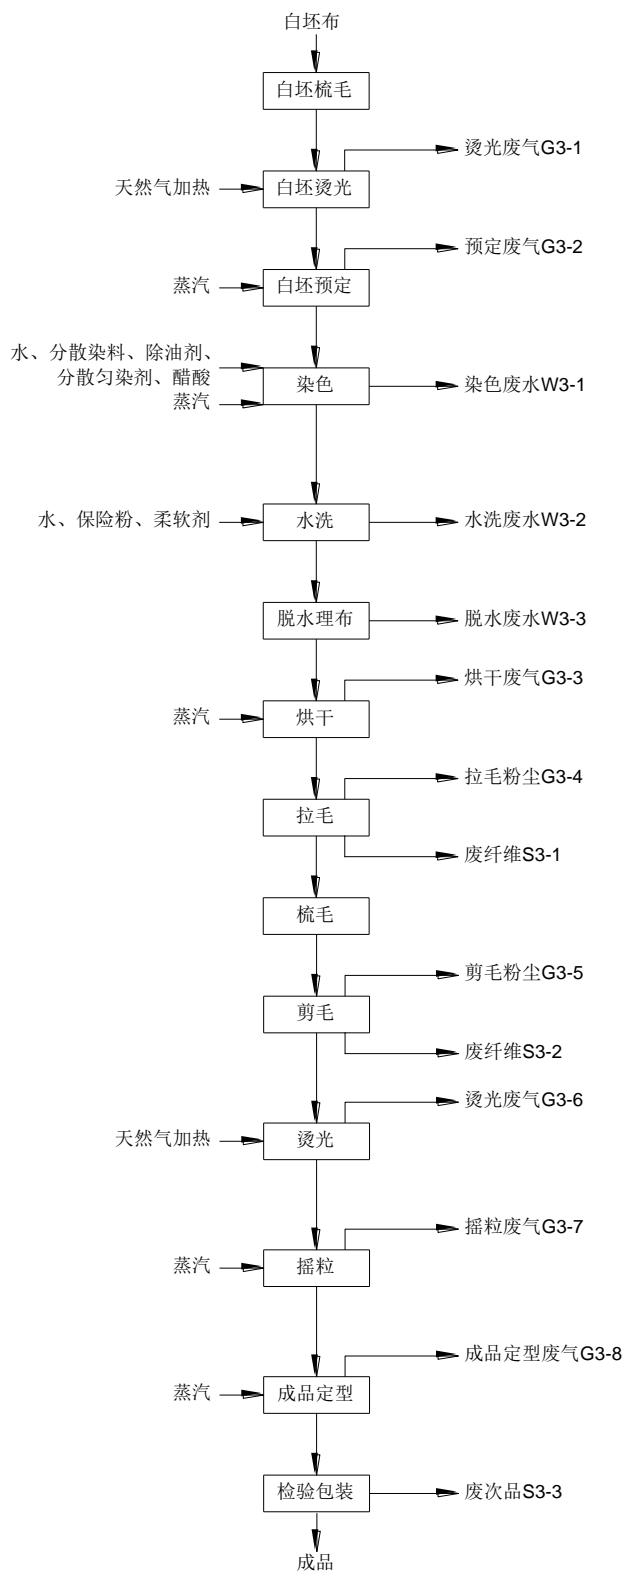 白坯布
白坯梳毛
烫光废气G3-1
天然气加热
白坯烫光
预定废气G3-2
蒸汽
白坯预定
水、分散染料、除油剂、
分散匀染剂、醋酸
蒸汽
染色
染色废水W3-1
水、保险粉、柔软剂
水洗
水洗废水W3-2
脱水理布
脱水废水W3-3
烘干废气G3-3
蒸汽
烘干
拉毛粉尘G3-4
拉毛
废纤维S3-1
梳毛
剪毛粉尘G3-5
剪毛
废纤维S3-2
烫光废气G3-6
天然气加热
烫光
摇粒废气G3-7
蒸汽
摇粒
成品定型废气G3-8
蒸汽
成品定型
检验包装
废次品S3-3
成品